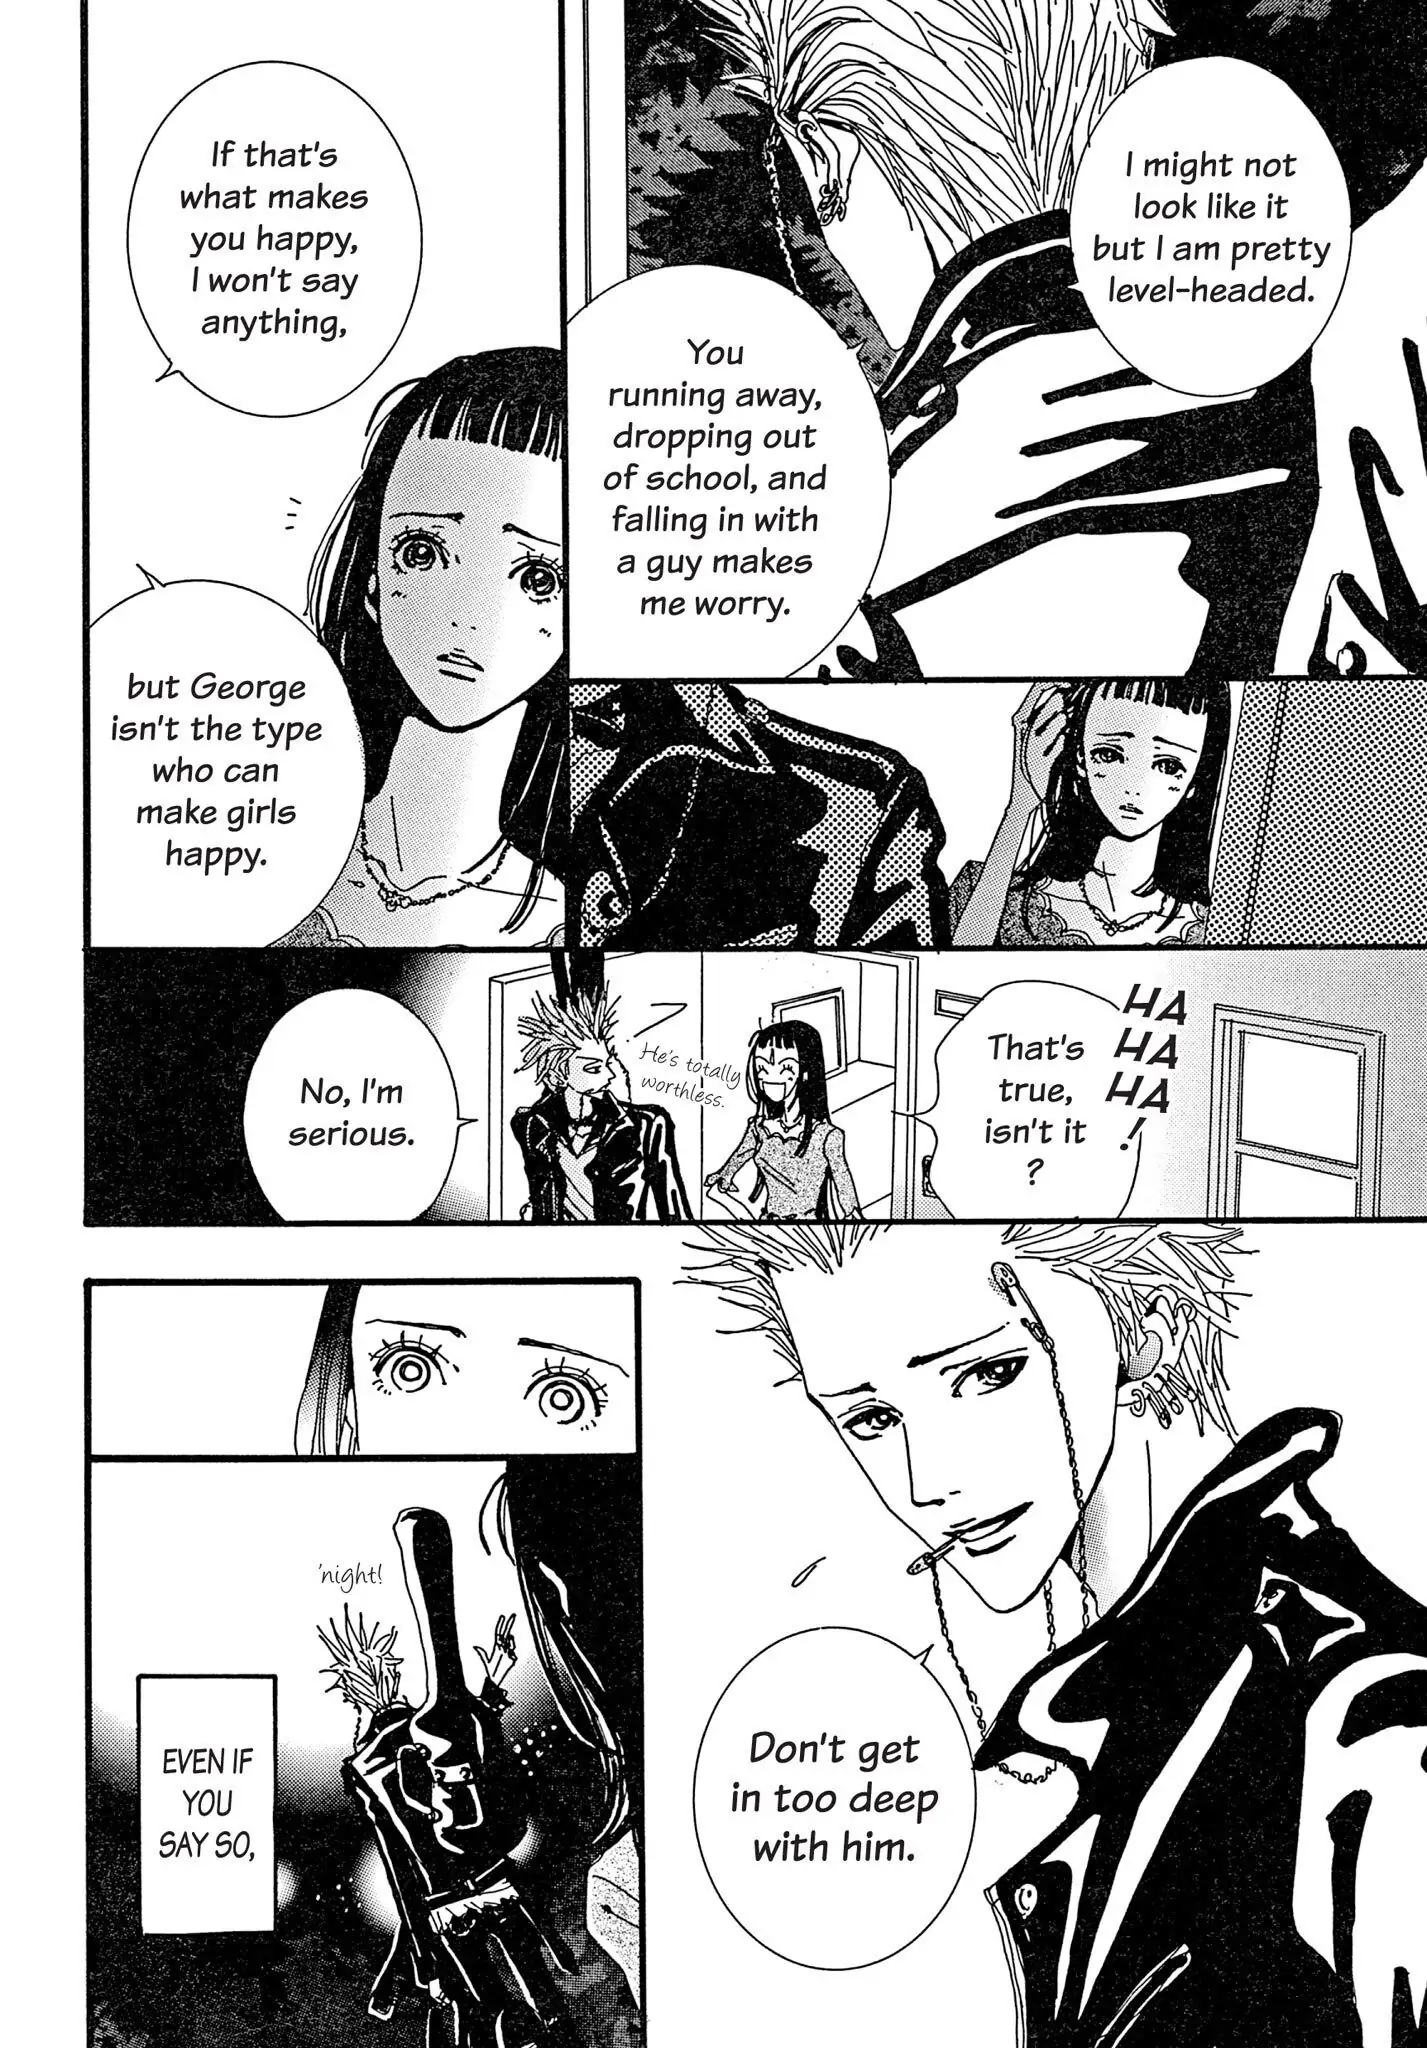 I might not
look like it
but I am pretty
level-headed.
You
running away,
dropping out
of school, and
falling in with
a guy makes
me worry.
If that's
what makes
you happy,
I won't say
anything,
but George
isn't the type
who can
make girls
happy.
HA
HA
HA
!
That's
true,
isn't it
?
He's totally
worthless.
No, I'm
serious.
Don't get
in too deep
with him.
'night!
EVEN IF
YOU
SAY SO,